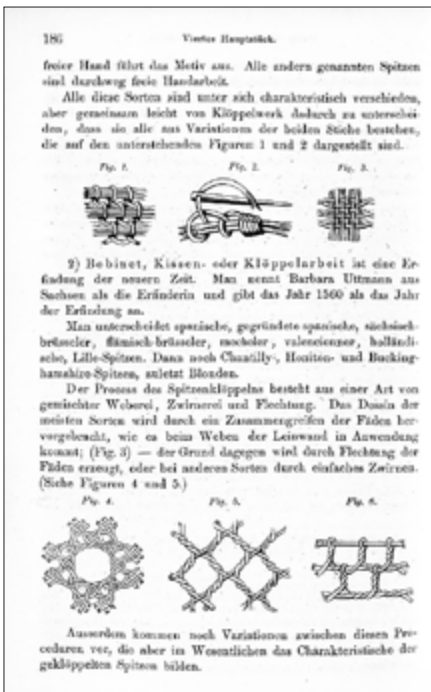 186
Viertes Hauptstück.
freier Hand führt das Motiv aus. Alle andern genannten Spitzen
sind durchweg freie Handarbeit.
Alle diese Sorten sind unter sich charakteristisch verschieden,
aber gemeinsam leicht von Klöppelwerk dadurch zu unterschei-
den, dass sie alle aus Variationen der beiden Stiche bestehen,
die auf den untenstehenden Figuren 1 und 2 dargestellt sind.
Fig. 1. Fig. 2. Fig. 3.
2) Bobinet, Kissen- oder Klöppelarbeit ist eine Er-
findung der neuern Zeit. Man nennt Barbara Uttmann aus
Sachsen als die Erfinderin und gibt das Jahr 1560 als das Jahr
der Erfindung an.
Man unterscheidet spanische, gegründete spanische, sächsisch-
brüsseler, flämisch-brüsseler, mecheler, valencienner, holländi-
sche, Lille-Spitzen. Dann noch Chantilly-, Honiton- und Bucking-
hamshire-Spitzen, zuletzt Blonden.
Der Process des Spitzenklöppelns besteht aus einer Art von
gemischter Weberei, Zwirnerei und Flechtung. Das Dessin der
meisten Sorten wird durch ein Zusammengreifen der Fäden her-
vorgebracht, wie es beim Weben der Leinwand in Anwendung
kommt; (Fig. 3) — der Grund dagegen wird durch Flechtung der
Fäden erzeugt, oder bei anderen Sorten durch einfaches Zwirnen.
(Siehe Figuren 4 und 5.)
Fig. 4. Fig. 5. Fig. 6.
Ausserdem kommen noch Variationen zwischen diesen Pro-
ceduren vor, die aber im Wesentlichen das Charakteristische der
geklöppelten Spitzen bilden.